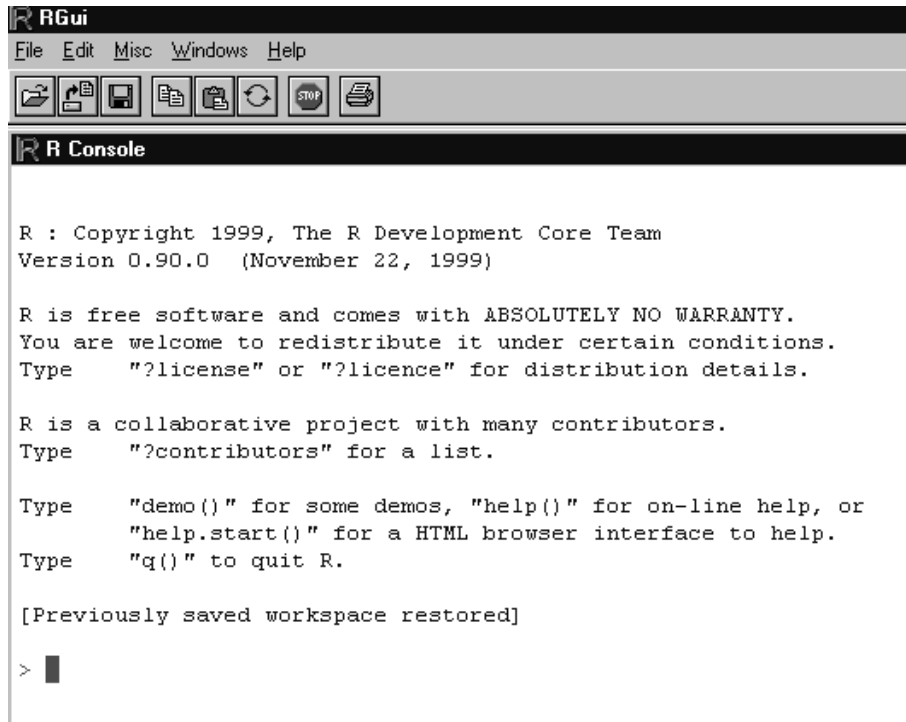 RGui
File Edit Misc Windows Help
STOP
R Console
R : Copyright 1999, The R Development Core Team
Version 0.90.0  (November 22, 1999)
R is free software and comes with ABSOLUTELY NO WARRANTY.
You are welcome to redistribute it under certain conditions.
Type     "?license" or "?licence" for distribution details.
R is a collaborative project with many contributors.
Type     "?contributors" for a list.
Type     "demo()" for some demos, "help()" for on-line help, or
         "help.start()" for a HTML browser interface to help.
Type     "q()" to quit R.
[Previously saved workspace restored]
>